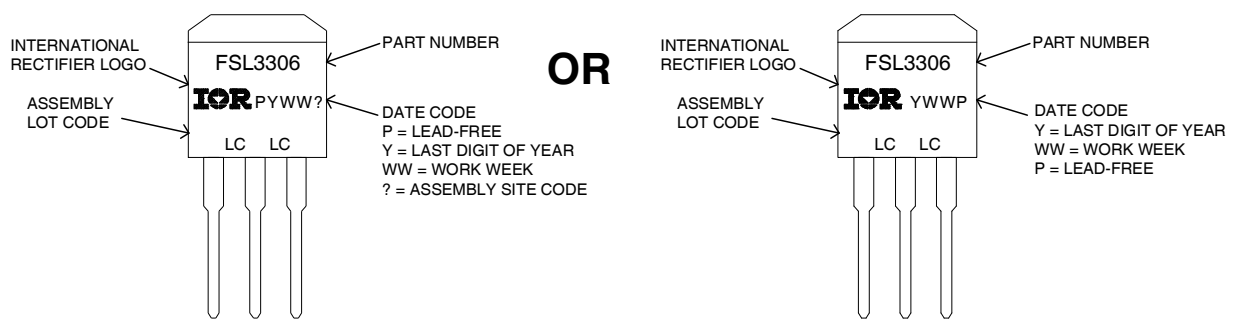 INTERNATIONAL
RECTIFIER LOGO
ASSEMBLY
LOT CODE
FSL3306
IOR PYWW?
LC LC
PART NUMBER
DATE CODE
P = LEAD-FREE
Y = LAST DIGIT OF YEAR
WW = WORK WEEK
? = ASSEMBLY SITE CODE
OR
INTERNATIONAL
RECTIFIER LOGO
ASSEMBLY
LOT CODE
FSL3306
IOR YWWP
LC LC
PART NUMBER
DATE CODE
Y = LAST DIGIT OF YEAR
WW = WORK WEEK
P = LEAD-FREE